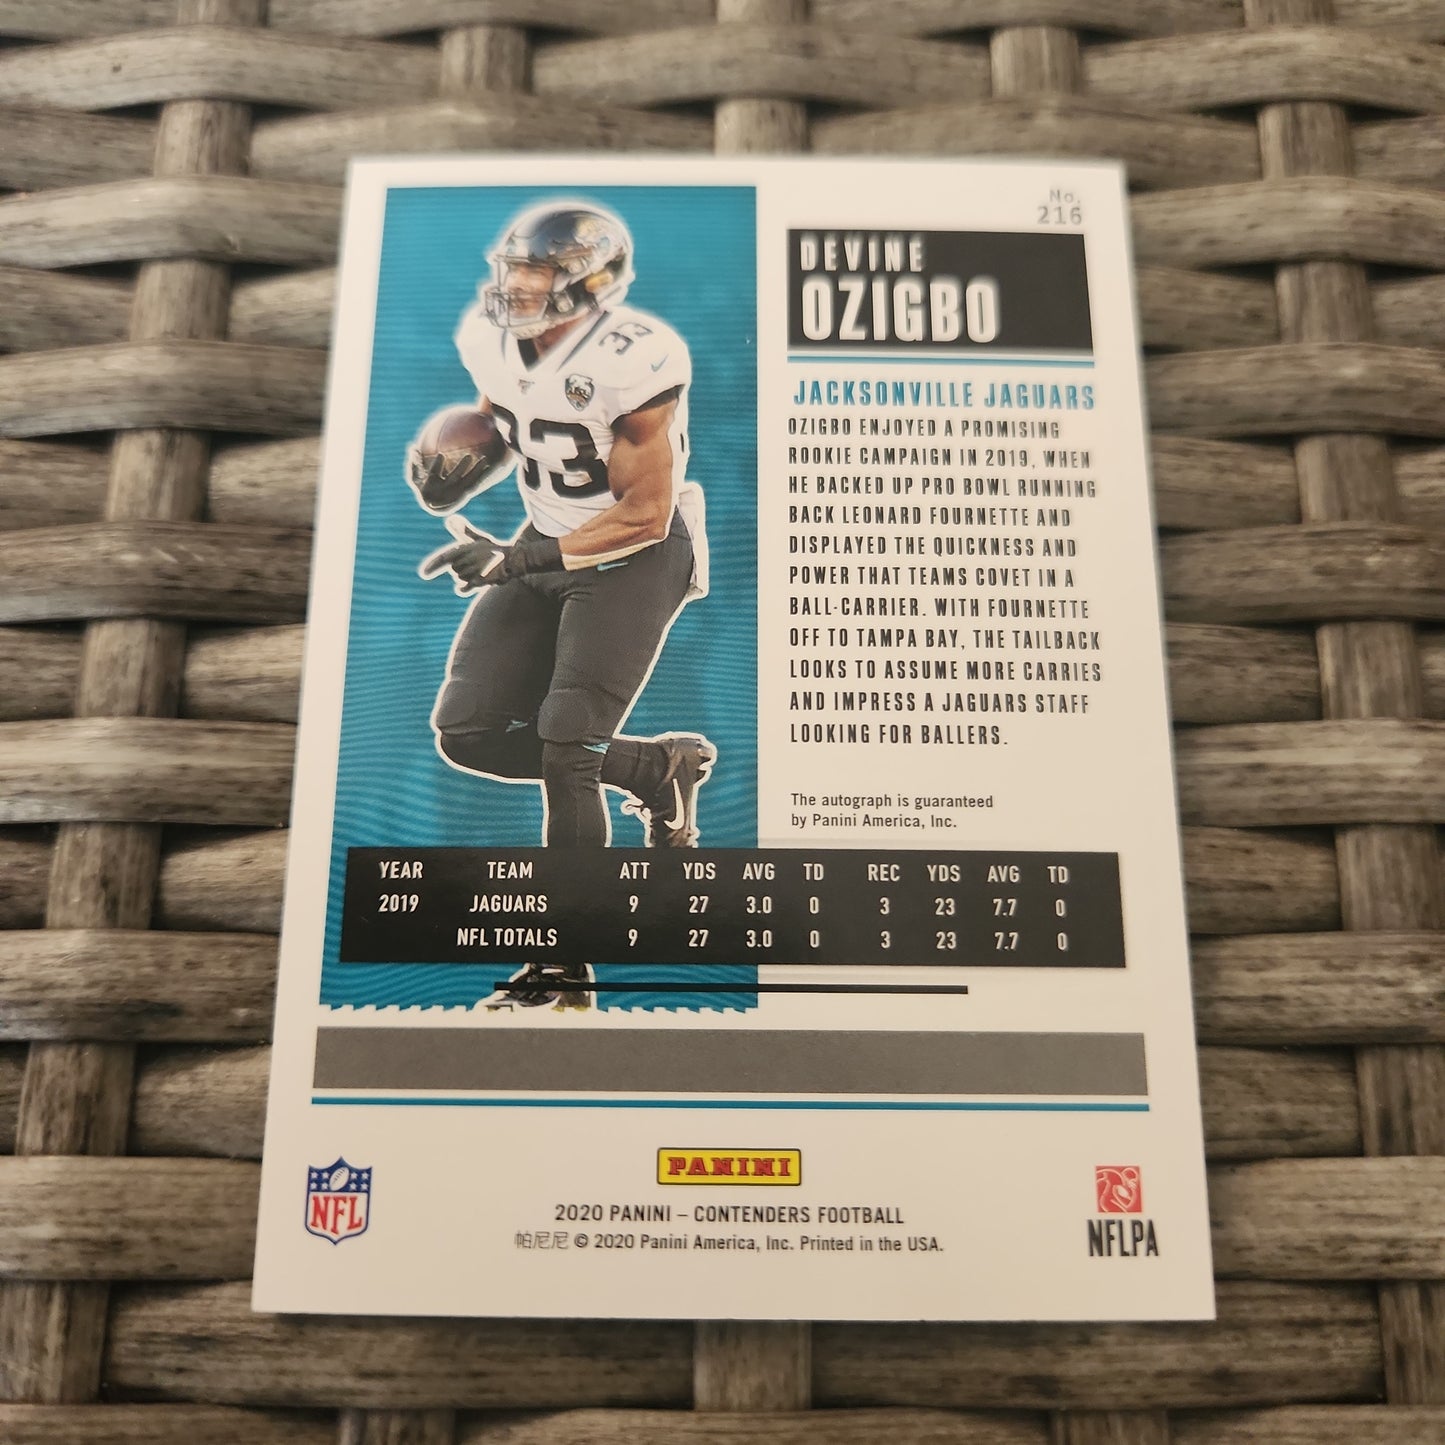 No.
216
DEVINE
OZIGBO
JACKSONVILLE JAGUARS
OZIGBO ENJOYED A PROMISING
ROOKIE CAMPAIGN IN 2019, WHEN
HE BACKED UP PRO BOWL RUNNING
BACK LEONARD FOURNETTE AND
DISPLAYED THE QUICKNESS AND
POWER THAT TEAMS COVET IN A
BALL-CARRIER. WITH FOURNETTE
OFF TO TAMPA BAY, THE TAILBACK
LOOKS TO ASSUME MORE CARRIES
AND IMPRESS A JAGUARS STAFF
LOOKING FOR BALLERS.
33
33
The autograph is guaranteed
by Panini America, Inc.
YEAR TEAM ATT YDS AVG TD REC YDS AVG TD
2019 JAGUARS 9 27 3.0 0 3 23 7.7 0
NFL TOTALS 9 27 3.0 0 3 23 7.7 0
NFL
PANINI
2020 PANINI – CONTENDERS FOOTBALL
帕尼尼 © 2020 Panini America, Inc. Printed in the USA.
NFLPA